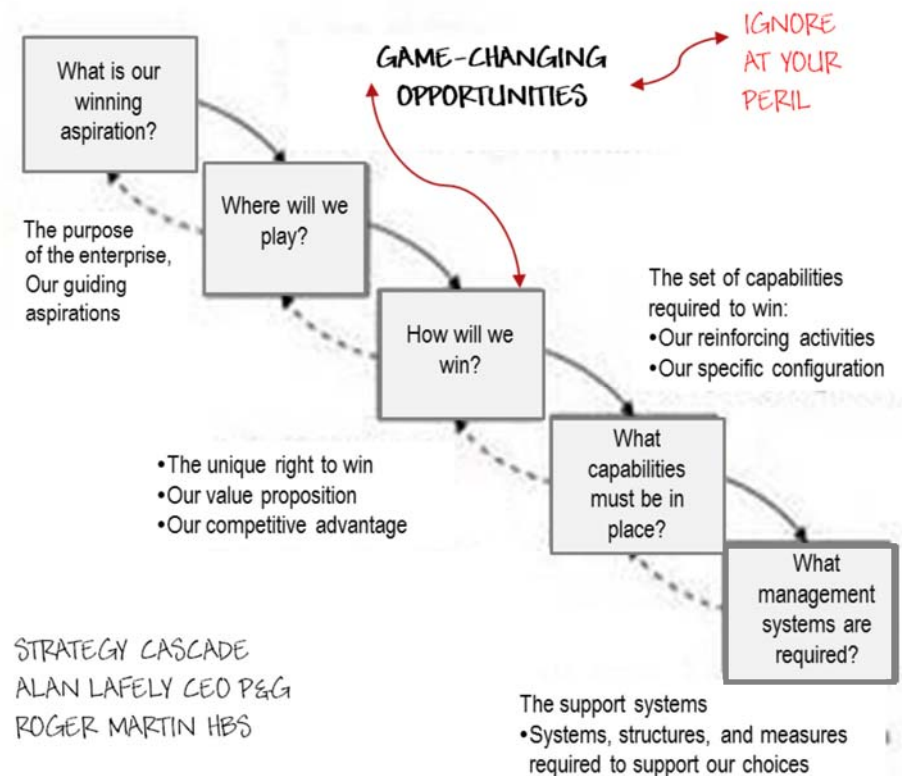 What is our
winning
aspiration?
GAME-CHANGING
OPPORTUNITIES
IGNORE
AT YOUR
PERIL
Where will we
play?
The purpose
of the enterprise,
Our guiding
aspirations
How will we
win?
The set of capabilities
required to win:
•Our reinforcing activities
•Our specific configuration
•The unique right to win
•Our value proposition
•Our competitive advantage
What
capabilities
must be in
place?
What
management
systems are
required?
STRATEGY CASCADE
ALAN LAFELY CEO P&G
ROGER MARTIN HBS
The support systems
•Systems, structures, and measures
required to support our choices